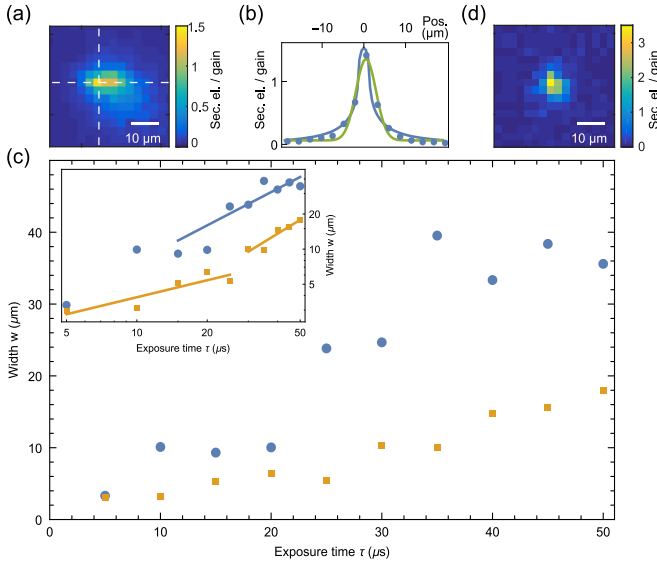 (a)
10 μm
0
0.5
1
1.5
Sec. el. / gain
(b)
Pos.
(μm)
−10
0
10
Sec. el. / gain
0
1
(d)
10 μm
0
1
2
3
Sec. el. / gain
(c)
Width w (μm)
0
10
20
30
40
0
10
20
30
40
50
Exposure time τ (μs)
5
10
20
50
Exposure time τ (μs)
5
10
20
Width w (μm)